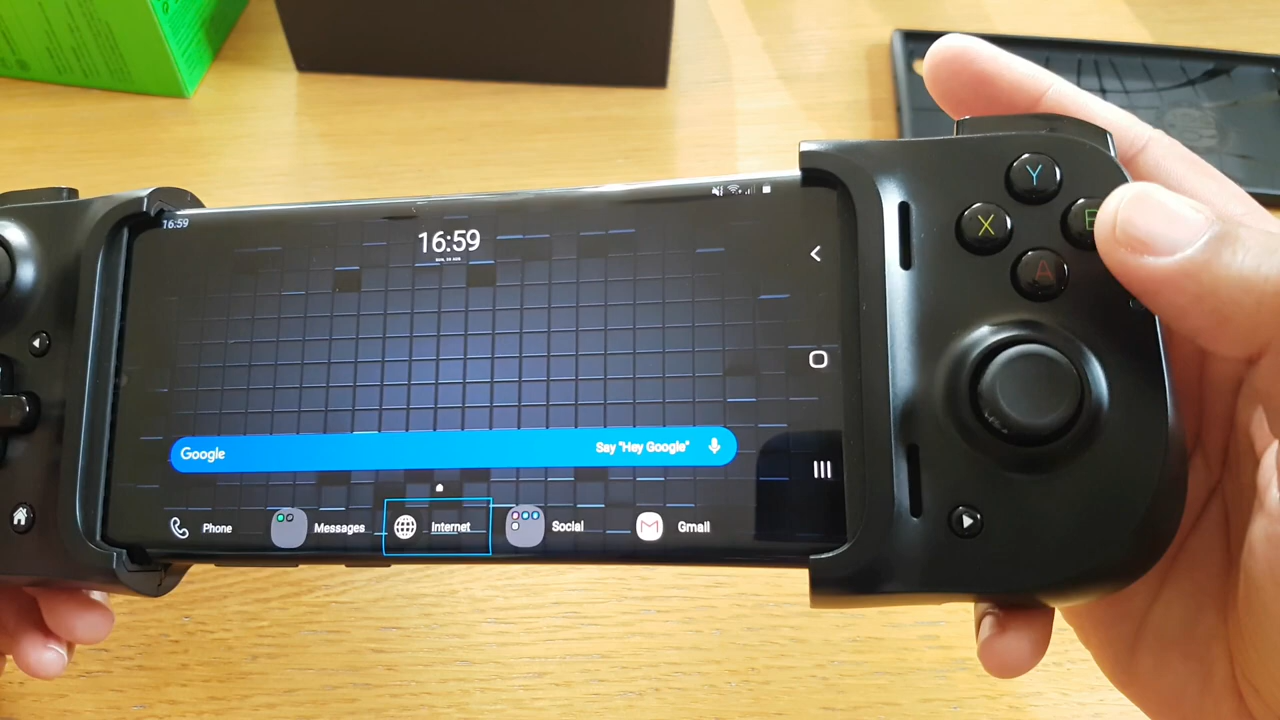 16:59
16:59
Google
Say "Hey Google"
Phone
Messages
Internet
Social
Gmail
Y
X
B
A